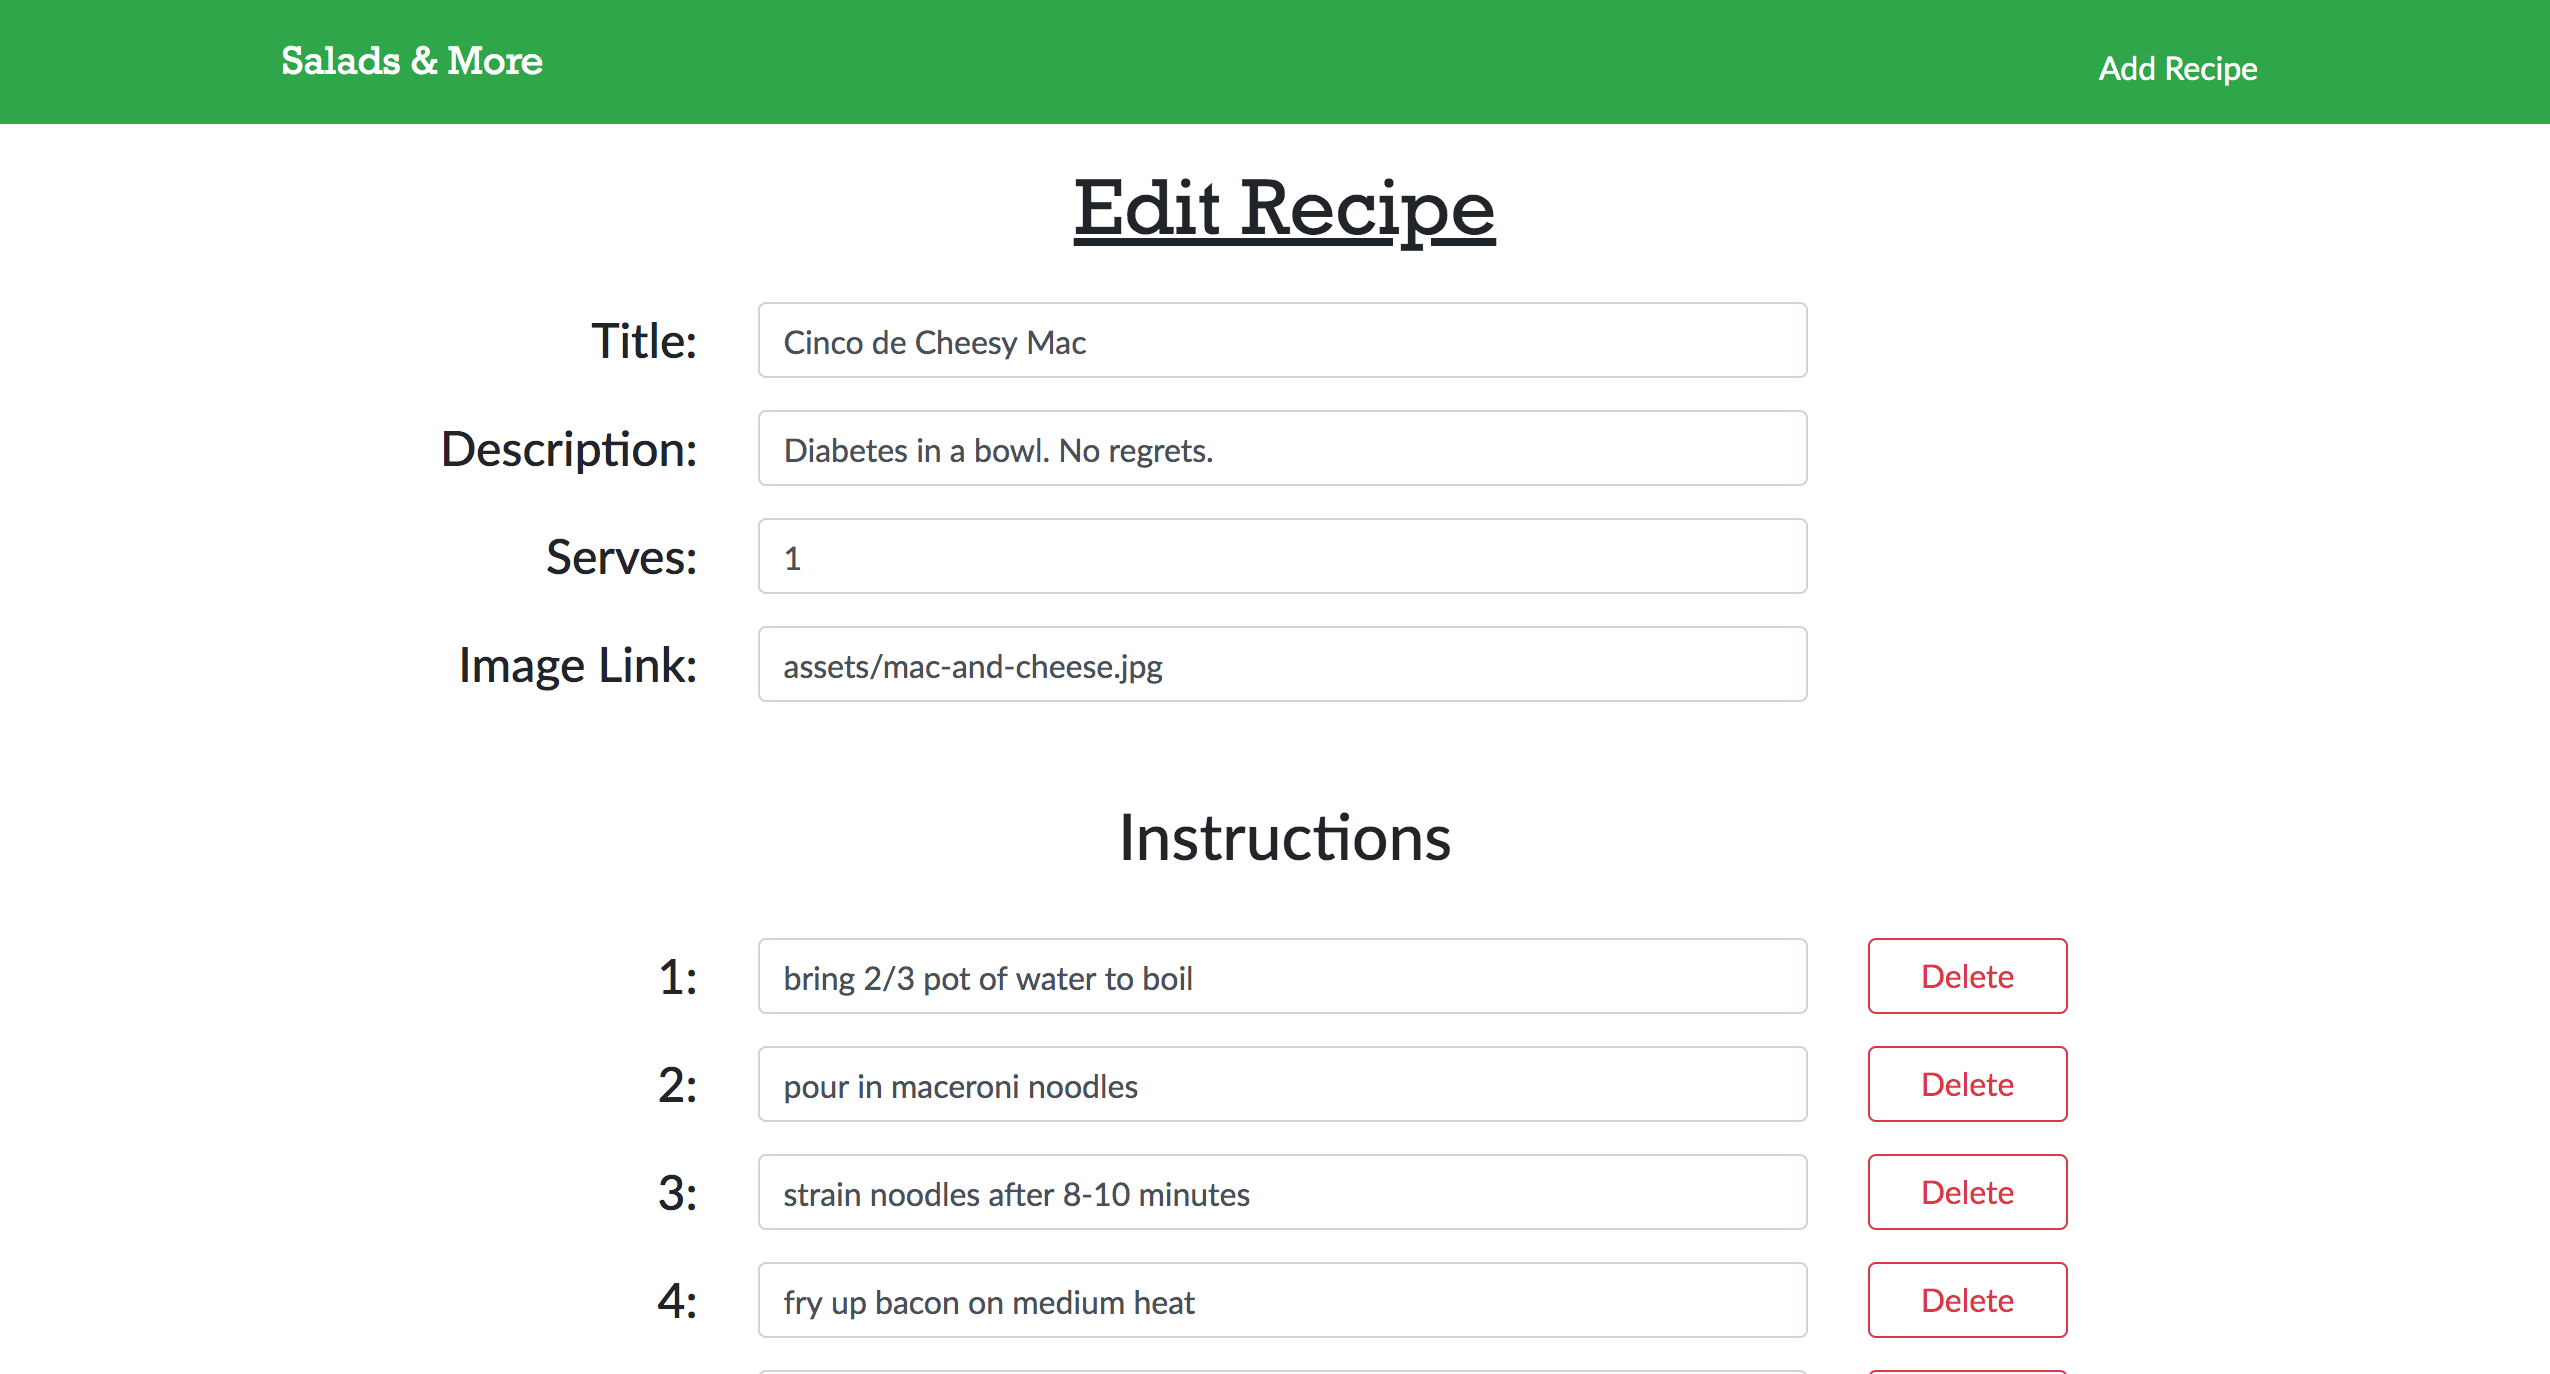 Salads & More
Add Recipe
Edit Recipe
Title: Cinco de Cheesy Mac
Description: Diabetes in a bowl. No regrets.
Serves: 1
Image Link: assets/mac-and-cheese.jpg
Instructions
1: bring 2/3 pot of water to boil Delete
2: pour in maceroni noodles Delete
3: strain noodles after 8-10 minutes Delete
4: fry up bacon on medium heat Delete